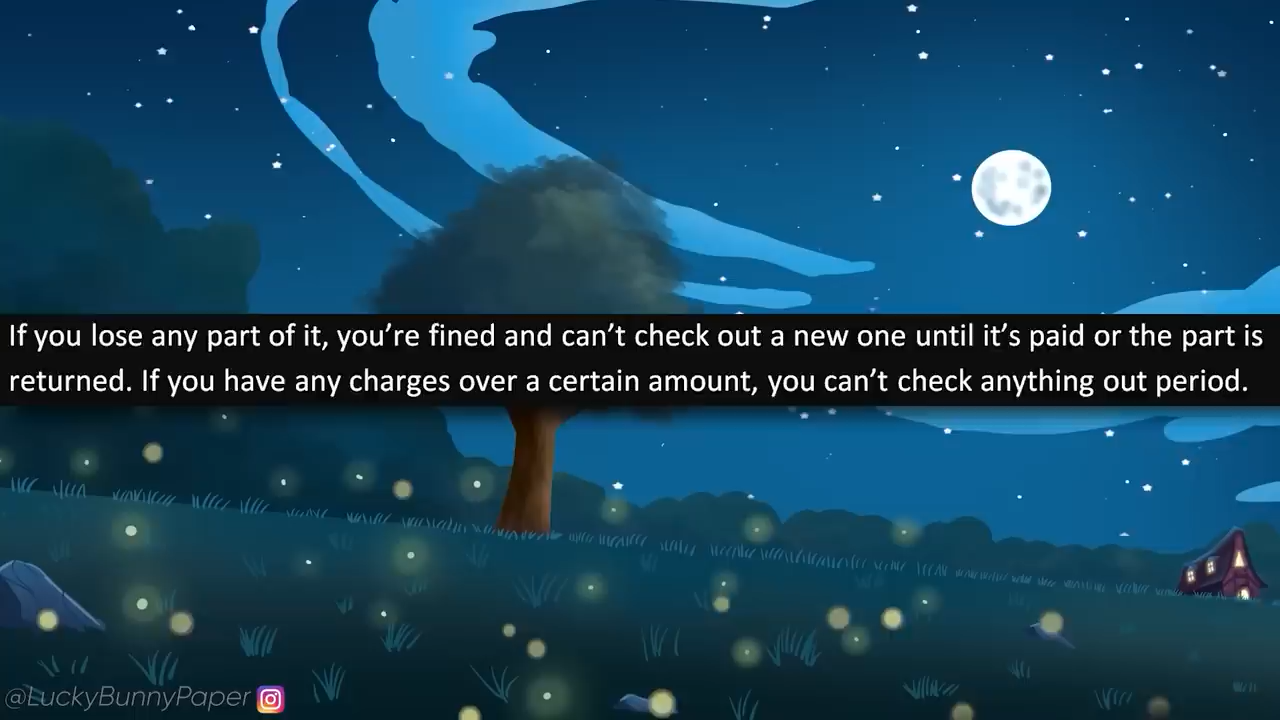 If you lose any part of it, you’re fined and can’t check out a new one until it’s paid or the part is
returned. If you have any charges over a certain amount, you can’t check anything out period.
@LuckyBunnyPaper